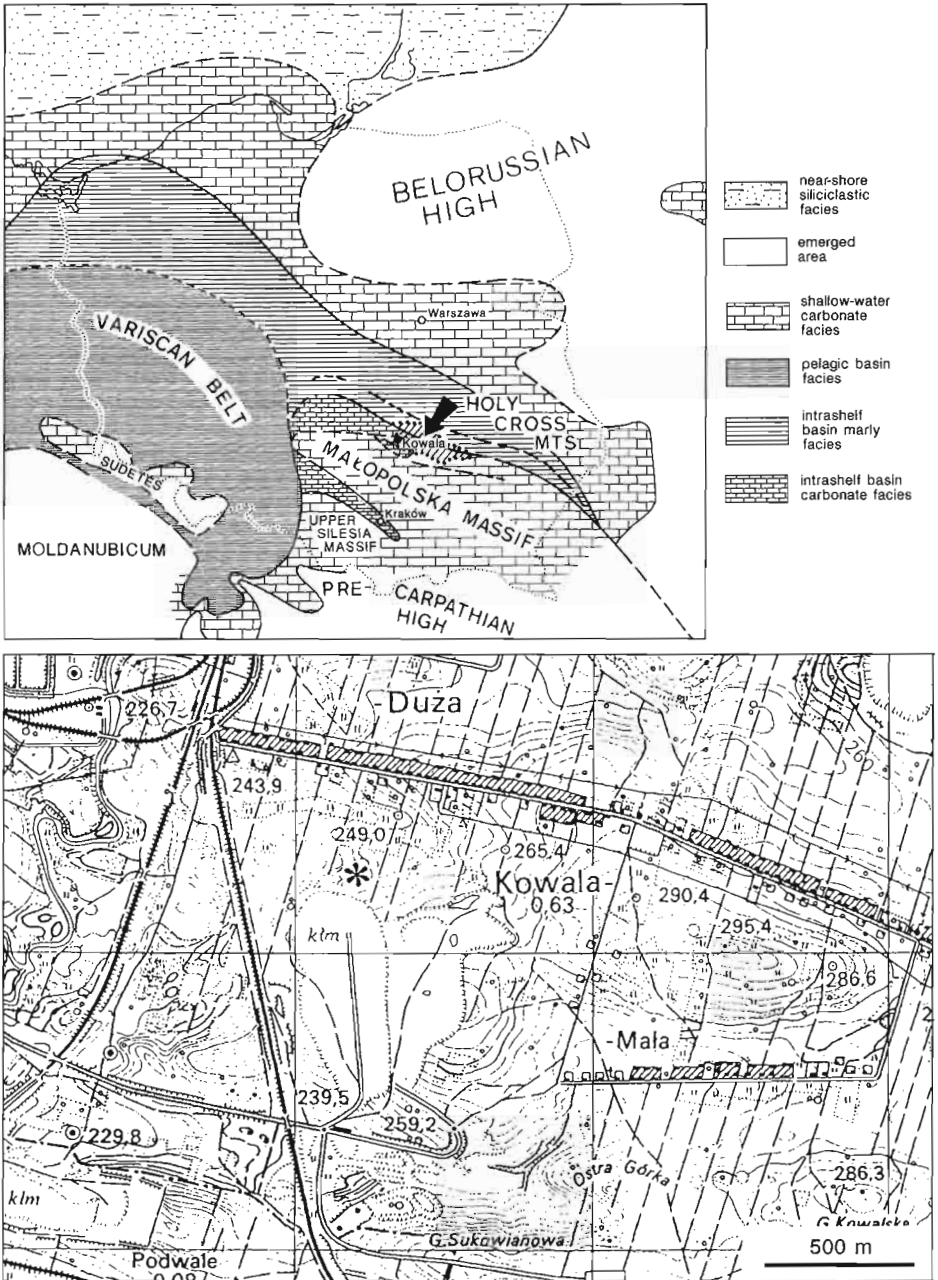 BELORUSSIAN
HIGH
Warszawa
VARISCAN BELT
HOLY
CROSS
MTS
Kowala
MAŁOPOLSKA MASSIF
SUDETES
Kraków
UPPER
SILESIA
MASSIF
MOLDANUBICUM
PRE-
CARPATHIAN
HIGH
near-shore
siliciclastic
facies
emerged
area
shallow-water
carbonate
facies
pelagic basin
facies
intrashelf
basin marly
facies
intrashelf basin
carbonate facies
-Duża
226,7
260
243,9
249,0
*
265,4
Kowala-
0,63
290,4
295,4
klm
286,6
-Mała
239,5
259,2
229,8
Ostra Górka
286,3
klm
G.Kowalske
G.Sukowianowa
500 m
Podwale
0,08